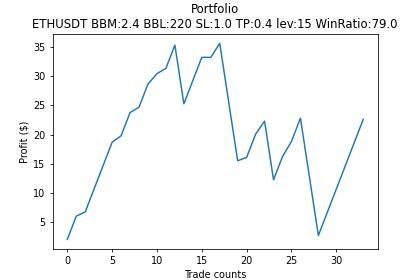 Portfolio
ETHUSDT BBM:2.4 BBL:220 SL:1.0 TP:0.4 lev:15 WinRatio:79.0
35
30
25
20
15
10
5
Profit ($)
0 5 10 15 20 25 30
Trade counts